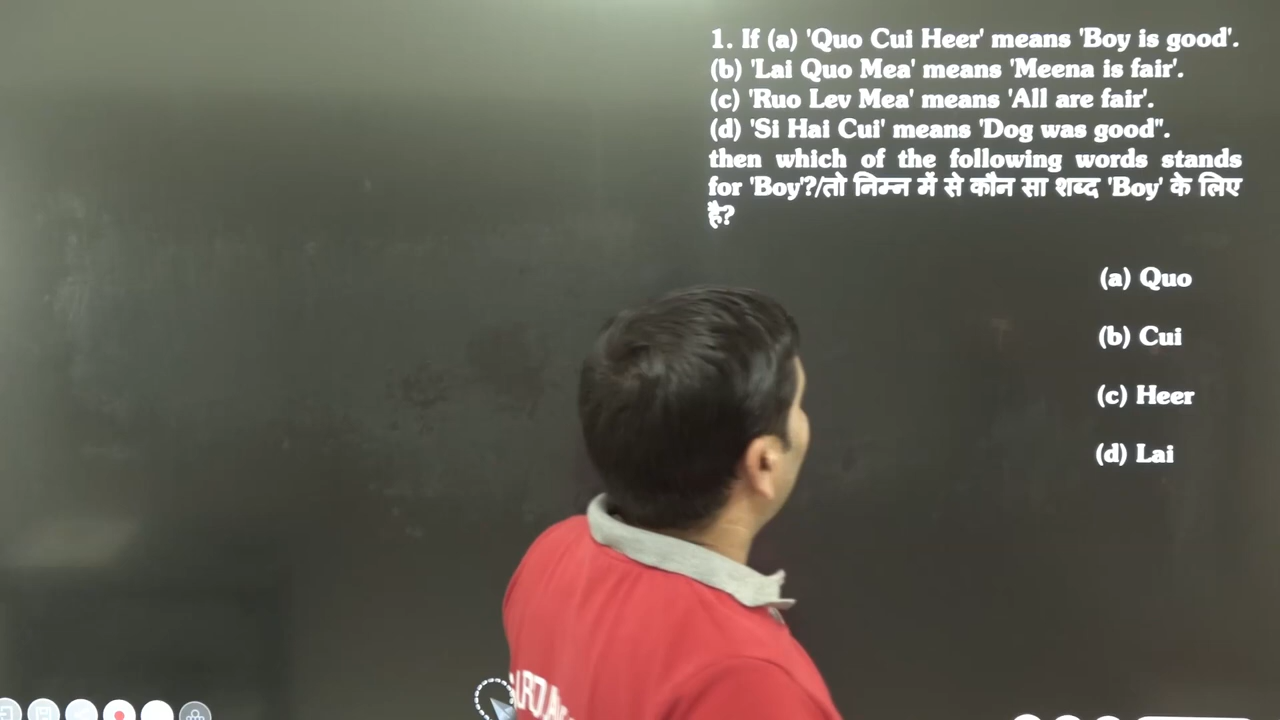 1. If (a) 'Quo Cui Heer' means 'Boy is good'.
(b) 'Lai Quo Mea' means 'Meena is fair'.
(c) 'Ruo Lev Mea' means 'All are fair'.
(d) 'Si Hai Cui' means 'Dog was good".
then which of the following words stands
for 'Boy'?/तो निम्न में से कौन सा शब्द 'Boy' के लिए
है?
(a) Quo
(b) Cui
(c) Heer
(d) Lai